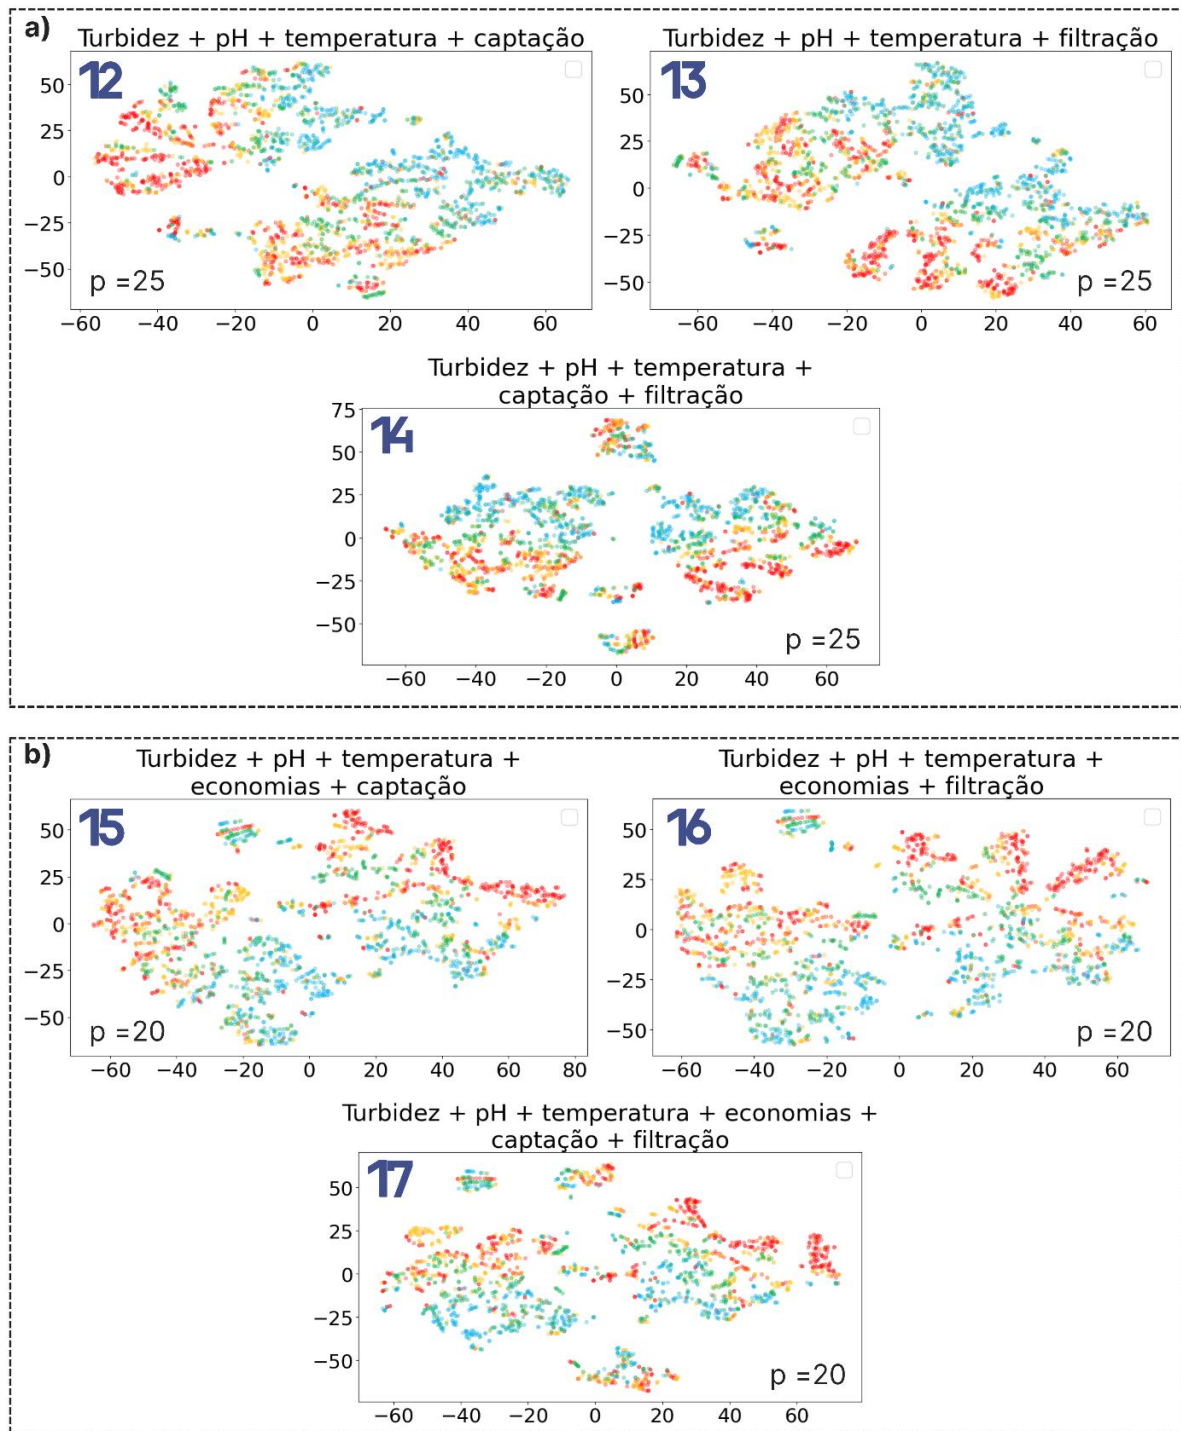 a)
Turbidez + pH + temperatura + captação
12
50
25
0
−25
−50
p =25
−60 −40 −20 0 20 40 60
Turbidez + pH + temperatura + filtração
13
50
25
0
−25
−50
p =25
−60 −40 −20 0 20 40 60
Turbidez + pH + temperatura +
captação + filtração
14
75
50
25
0
−25
−50
p =25
−60 −40 −20 0 20 40 60
b)
Turbidez + pH + temperatura +
economias + captação
15
50
25
0
−25
−50
p =20
−60 −40 −20 0 20 40 60 80
Turbidez + pH + temperatura +
economias + filtração
16
50
25
0
−25
−50
p =20
−60 −40 −20 0 20 40 60
Turbidez + pH + temperatura + economias +
captação + filtração
17
50
25
0
−25
−50
p =20
−60 −40 −20 0 20 40 60